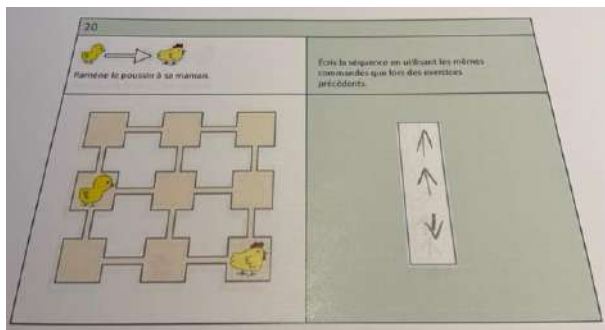 20
Ramène le poussin à sa maman.
Écris la séquence en utilisant les mêmes
commandes que lors des exercices
précédents.